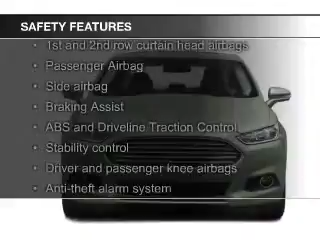 SAFETY FEATURES
• 1st and 2nd row curtain head airbags
• Passenger Airbag
• Side airbag
• Braking Assist
• ABS and Driveline Traction Control
• Stability control
• Driver and passenger knee airbags
• Anti-theft alarm system